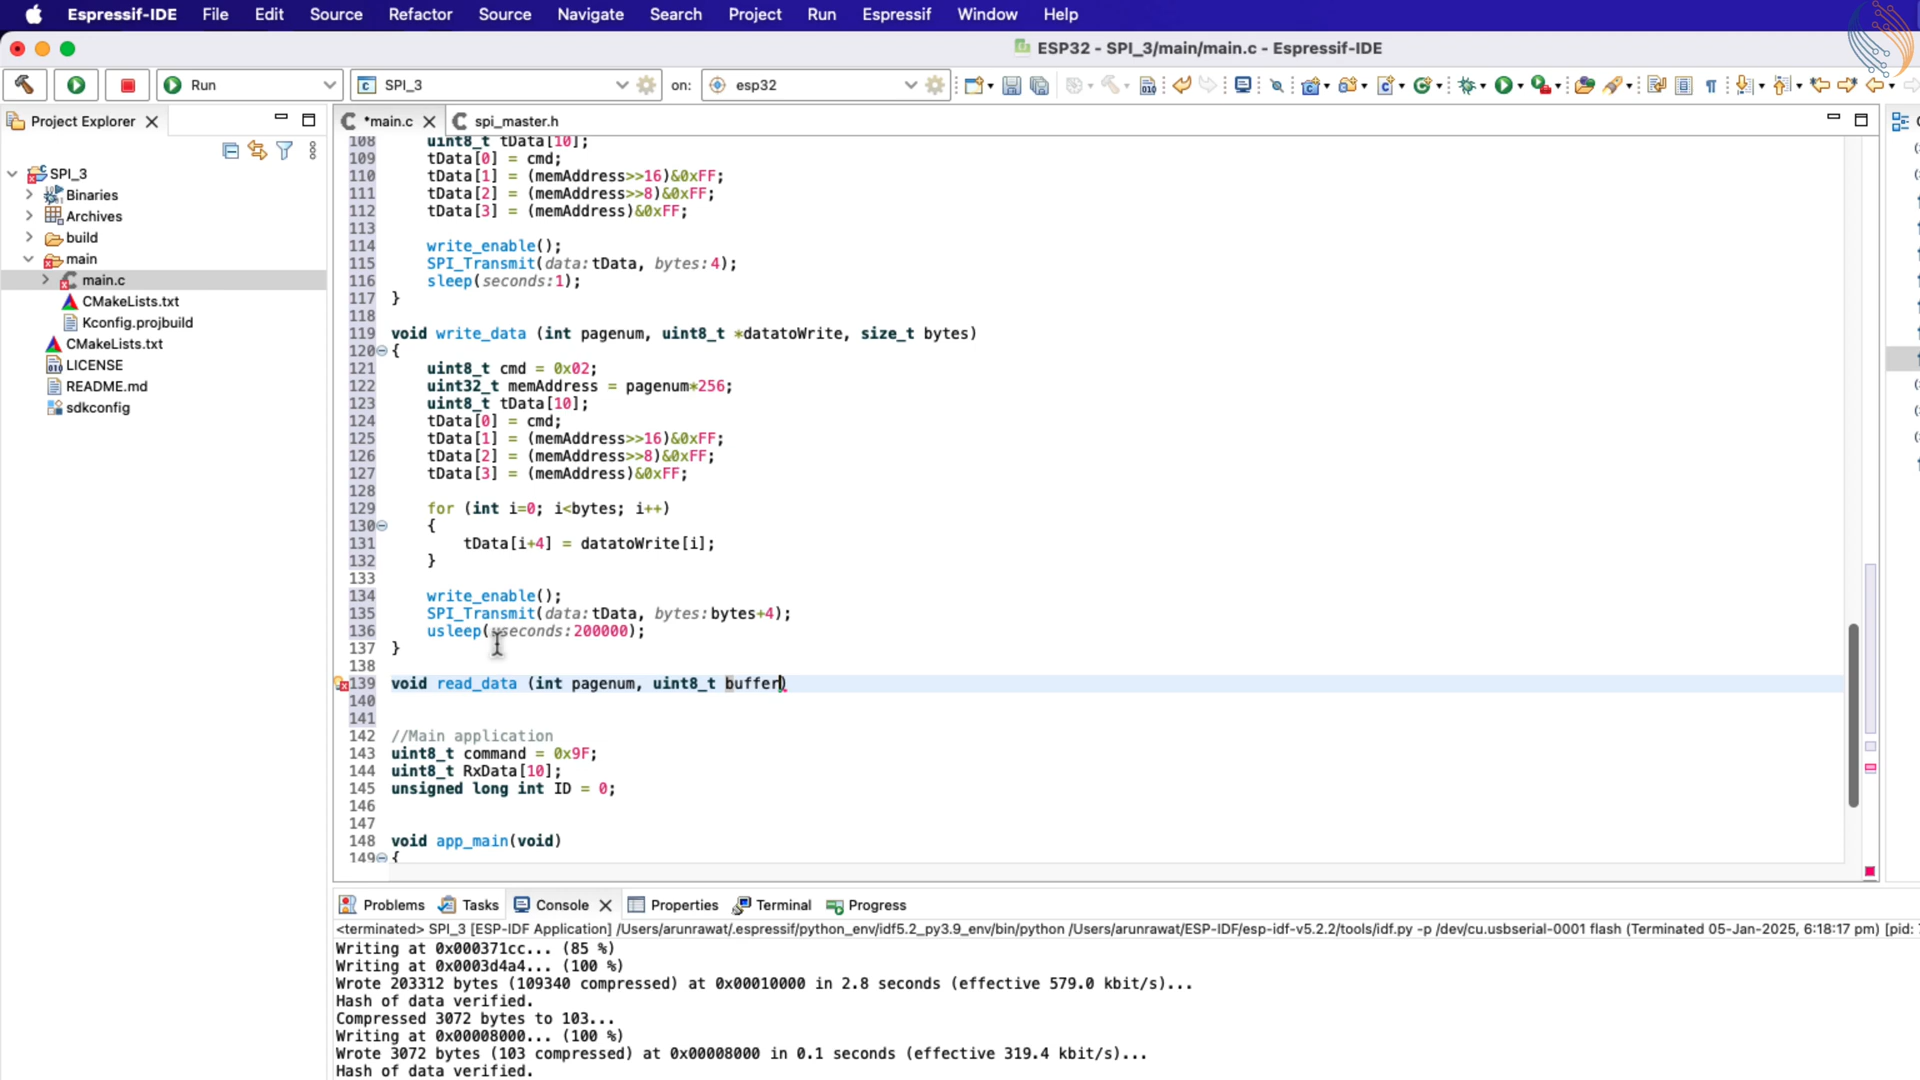 Espressif-IDE File Edit Source Refactor Source Navigate Search Project Run Espressif Window Help
ESP32 - SPI_3/main/main.c - Espressif-IDE
Run SPI_3 on: esp32
Project Explorer
SPI_3
Binaries
Archives
build
main
main.c
CMakeLists.txt
Kconfig.projbuild
CMakeLists.txt
LICENSE
README.md
sdkconfig
*main.c spi_master.h
108 uint8_t tData[10];
109 tData[0] = cmd;
110 tData[1] = (memAddress>>16)&0xFF;
111 tData[2] = (memAddress>>8)&0xFF;
112 tData[3] = (memAddress)&0xFF;
113
114 write_enable();
115 SPI_Transmit(data:tData, bytes:4);
116 sleep(seconds:1);
117 }
118
119 void write_data (int pagenum, uint8_t *datatoWrite, size_t bytes)
120 {
121 uint8_t cmd = 0x02;
122 uint32_t memAddress = pagenum*256;
123 uint8_t tData[10];
124 tData[0] = cmd;
125 tData[1] = (memAddress>>16)&0xFF;
126 tData[2] = (memAddress>>8)&0xFF;
127 tData[3] = (memAddress)&0xFF;
128
129 for (int i=0; i<bytes; i++)
130 {
131 tData[i+4] = datatoWrite[i];
132 }
133
134 write_enable();
135 SPI_Transmit(data:tData, bytes:bytes+4);
136 usleep(useconds:200000);
137 }
138
139 void read_data (int pagenum, uint8_t buffer)
140
141
142 //Main application
143 uint8_t command = 0x9F;
144 uint8_t RxData[10];
145 unsigned long int ID = 0;
146
147
148 void app_main(void)
149 {
Problems Tasks Console Properties Terminal Progress
<terminated> SPI_3 [ESP-IDF Application] /Users/arunrawat/.espressif/python_env/idf5.2_py3.9_env/bin/python /Users/arunrawat/ESP-IDF/esp-idf-v5.2.2/tools/idf.py -p /dev/cu.usbserial-0001 flash (Terminated 05-Jan-2025, 6:18:17 pm) [pid:
Writing at 0x000371cc... (85 %)
Writing at 0x0003d4a4... (100 %)
Wrote 203312 bytes (109340 compressed) at 0x00010000 in 2.8 seconds (effective 579.0 kbit/s)...
Hash of data verified.
Compressed 3072 bytes to 103...
Writing at 0x00008000... (100 %)
Wrote 3072 bytes (103 compressed) at 0x00008000 in 0.1 seconds (effective 319.4 kbit/s)...
Hash of data verified.